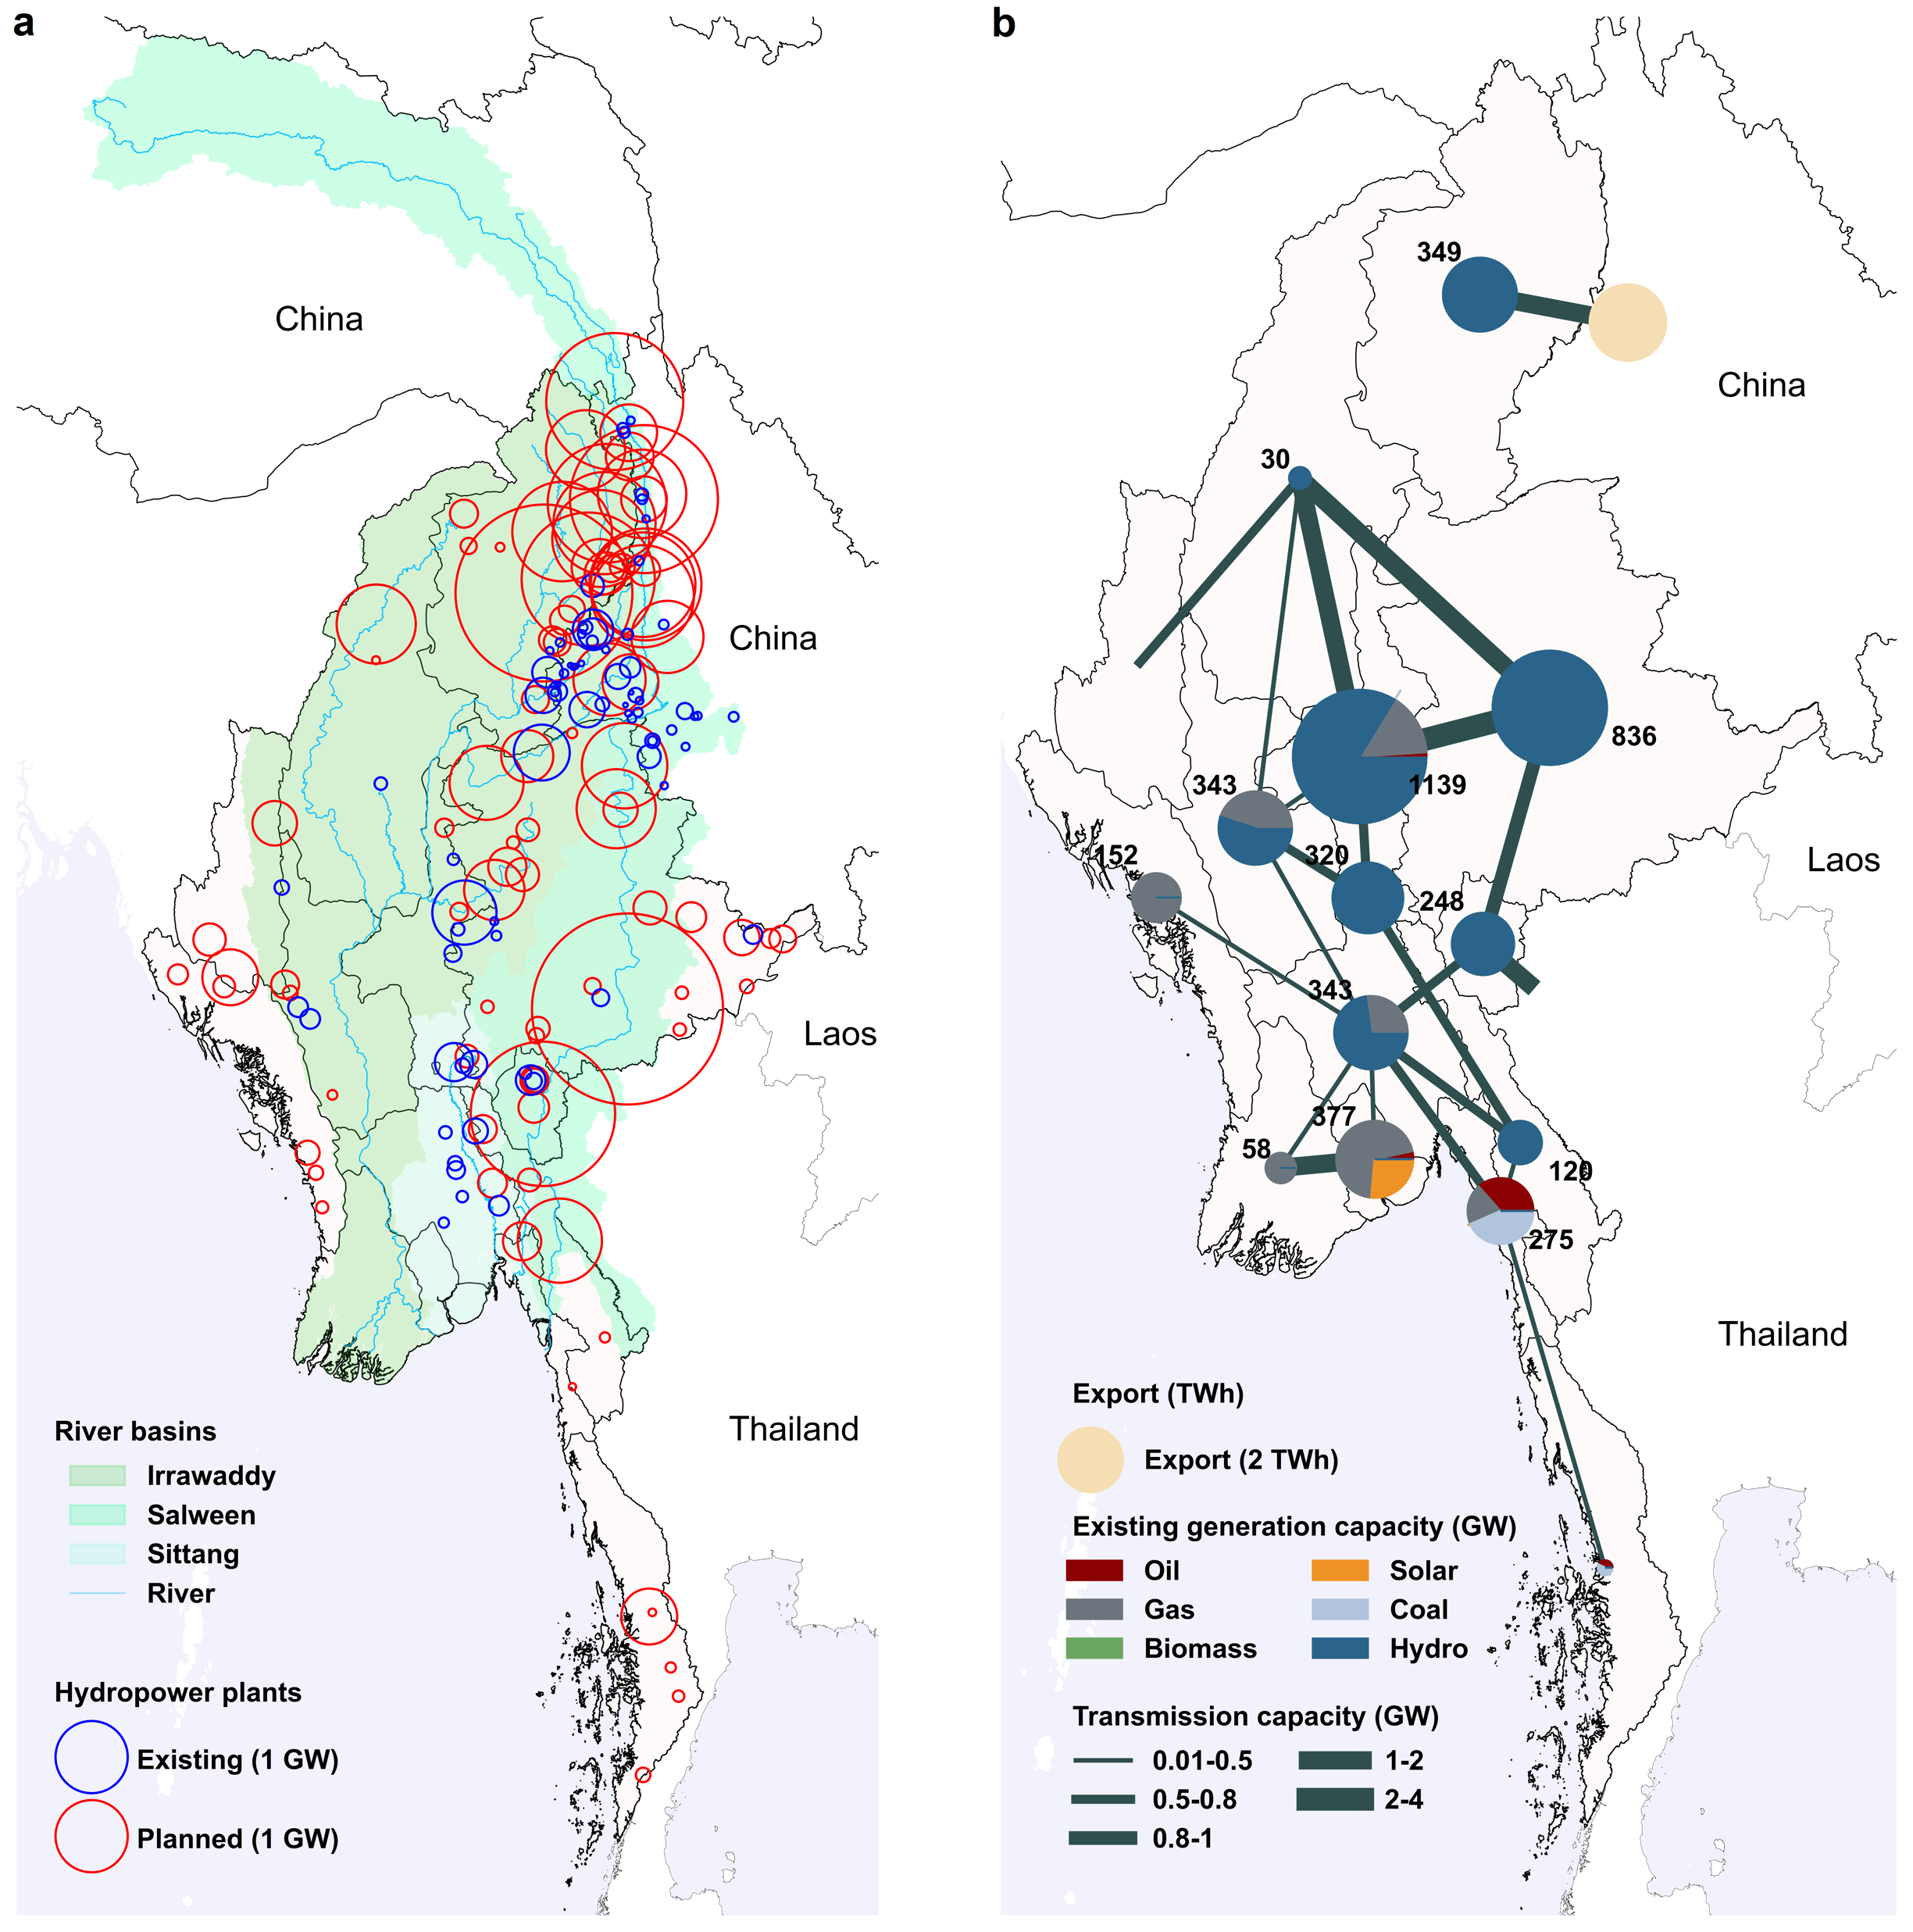 a
China
China
Laos
Thailand
River basins
Irrawaddy
Salween
Sittang
River
Hydropower plants
Existing (1 GW)
Planned (1 GW)
b
349
China
30
836
1139
343
320
152
248
Laos
343
377
58
120
275
Thailand
Export (TWh)
Export (2 TWh)
Existing generation capacity (GW)
Oil Solar
Gas Coal
Biomass Hydro
Transmission capacity (GW)
0.01-0.5 1-2
0.5-0.8 2-4
0.8-1